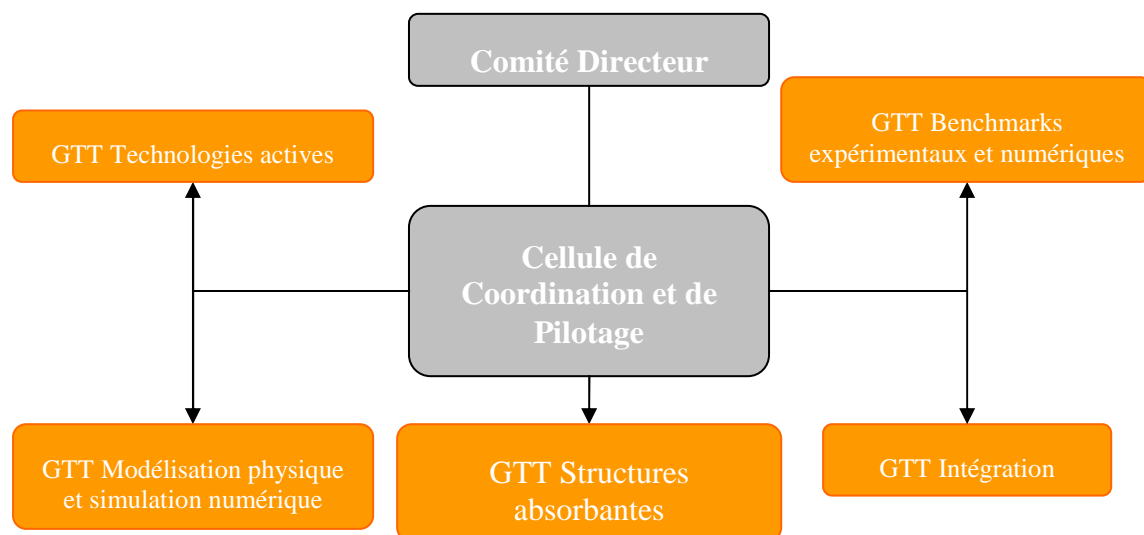 Comité Directeur
GTT Technologies actives
GTT Benchmarks
expérimentaux et numériques
Cellule de
Coordination et de
Pilotage
GTT Modélisation physique
et simulation numérique
GTT Structures
absorbantes
GTT Intégration